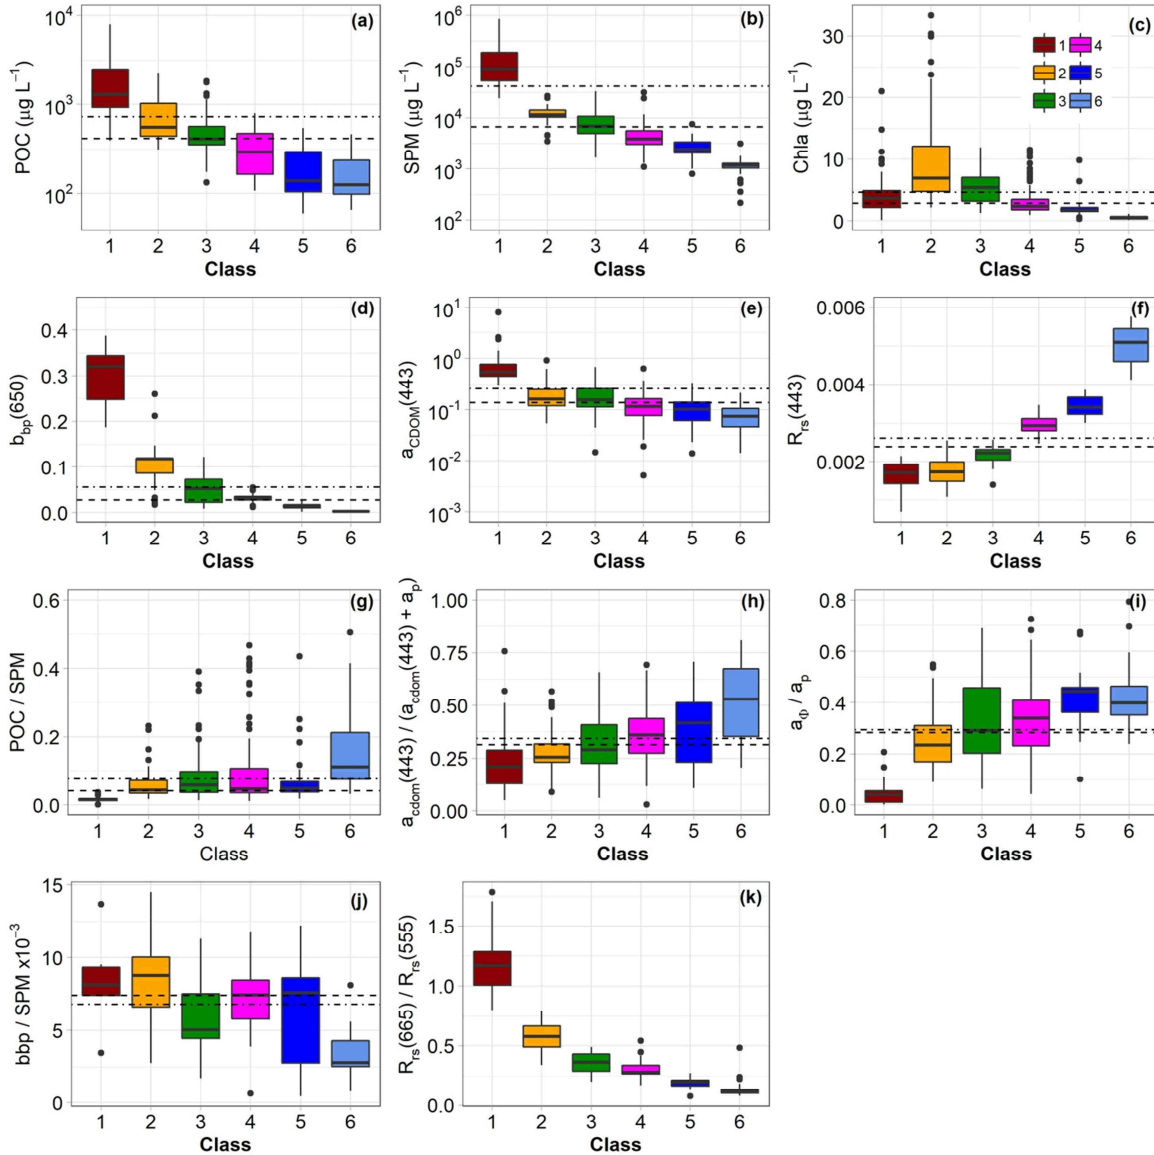 (a)
POC (µg L⁻¹)
10⁴
10³
10²
1 2 3 4 5 6
Class
(b)
SPM (µg L⁻¹)
10⁶
10⁵
10⁴
10³
10²
1 2 3 4 5 6
Class
(c)
Chla (µg L⁻¹)
30
20
10
0
1 4
2 5
3 6
1 2 3 4 5 6
Class
(d)
b_bp(650)
0.4
0.3
0.2
0.1
0.0
1 2 3 4 5 6
Class
(e)
a_CDOM(443)
10¹
10⁰
10⁻¹
10⁻²
10⁻³
1 2 3 4 5 6
Class
(f)
R_rs(443)
0.006
0.004
0.002
1 2 3 4 5 6
Class
(g)
POC / SPM
0.6
0.4
0.2
0.0
1 2 3 4 5 6
Class
(h)
a_cdom(443) / (a_cdom(443) + a_p)
1.00
0.75
0.50
0.25
0.00
1 2 3 4 5 6
Class
(i)
a_Φ / a_p
0.8
0.6
0.4
0.2
0.0
1 2 3 4 5 6
Class
(j)
bbp / SPM x10⁻³
15
10
5
0
1 2 3 4 5 6
Class
(k)
R_rs(665) / R_rs(555)
1.5
1.0
0.5
0.0
1 2 3 4 5 6
Class